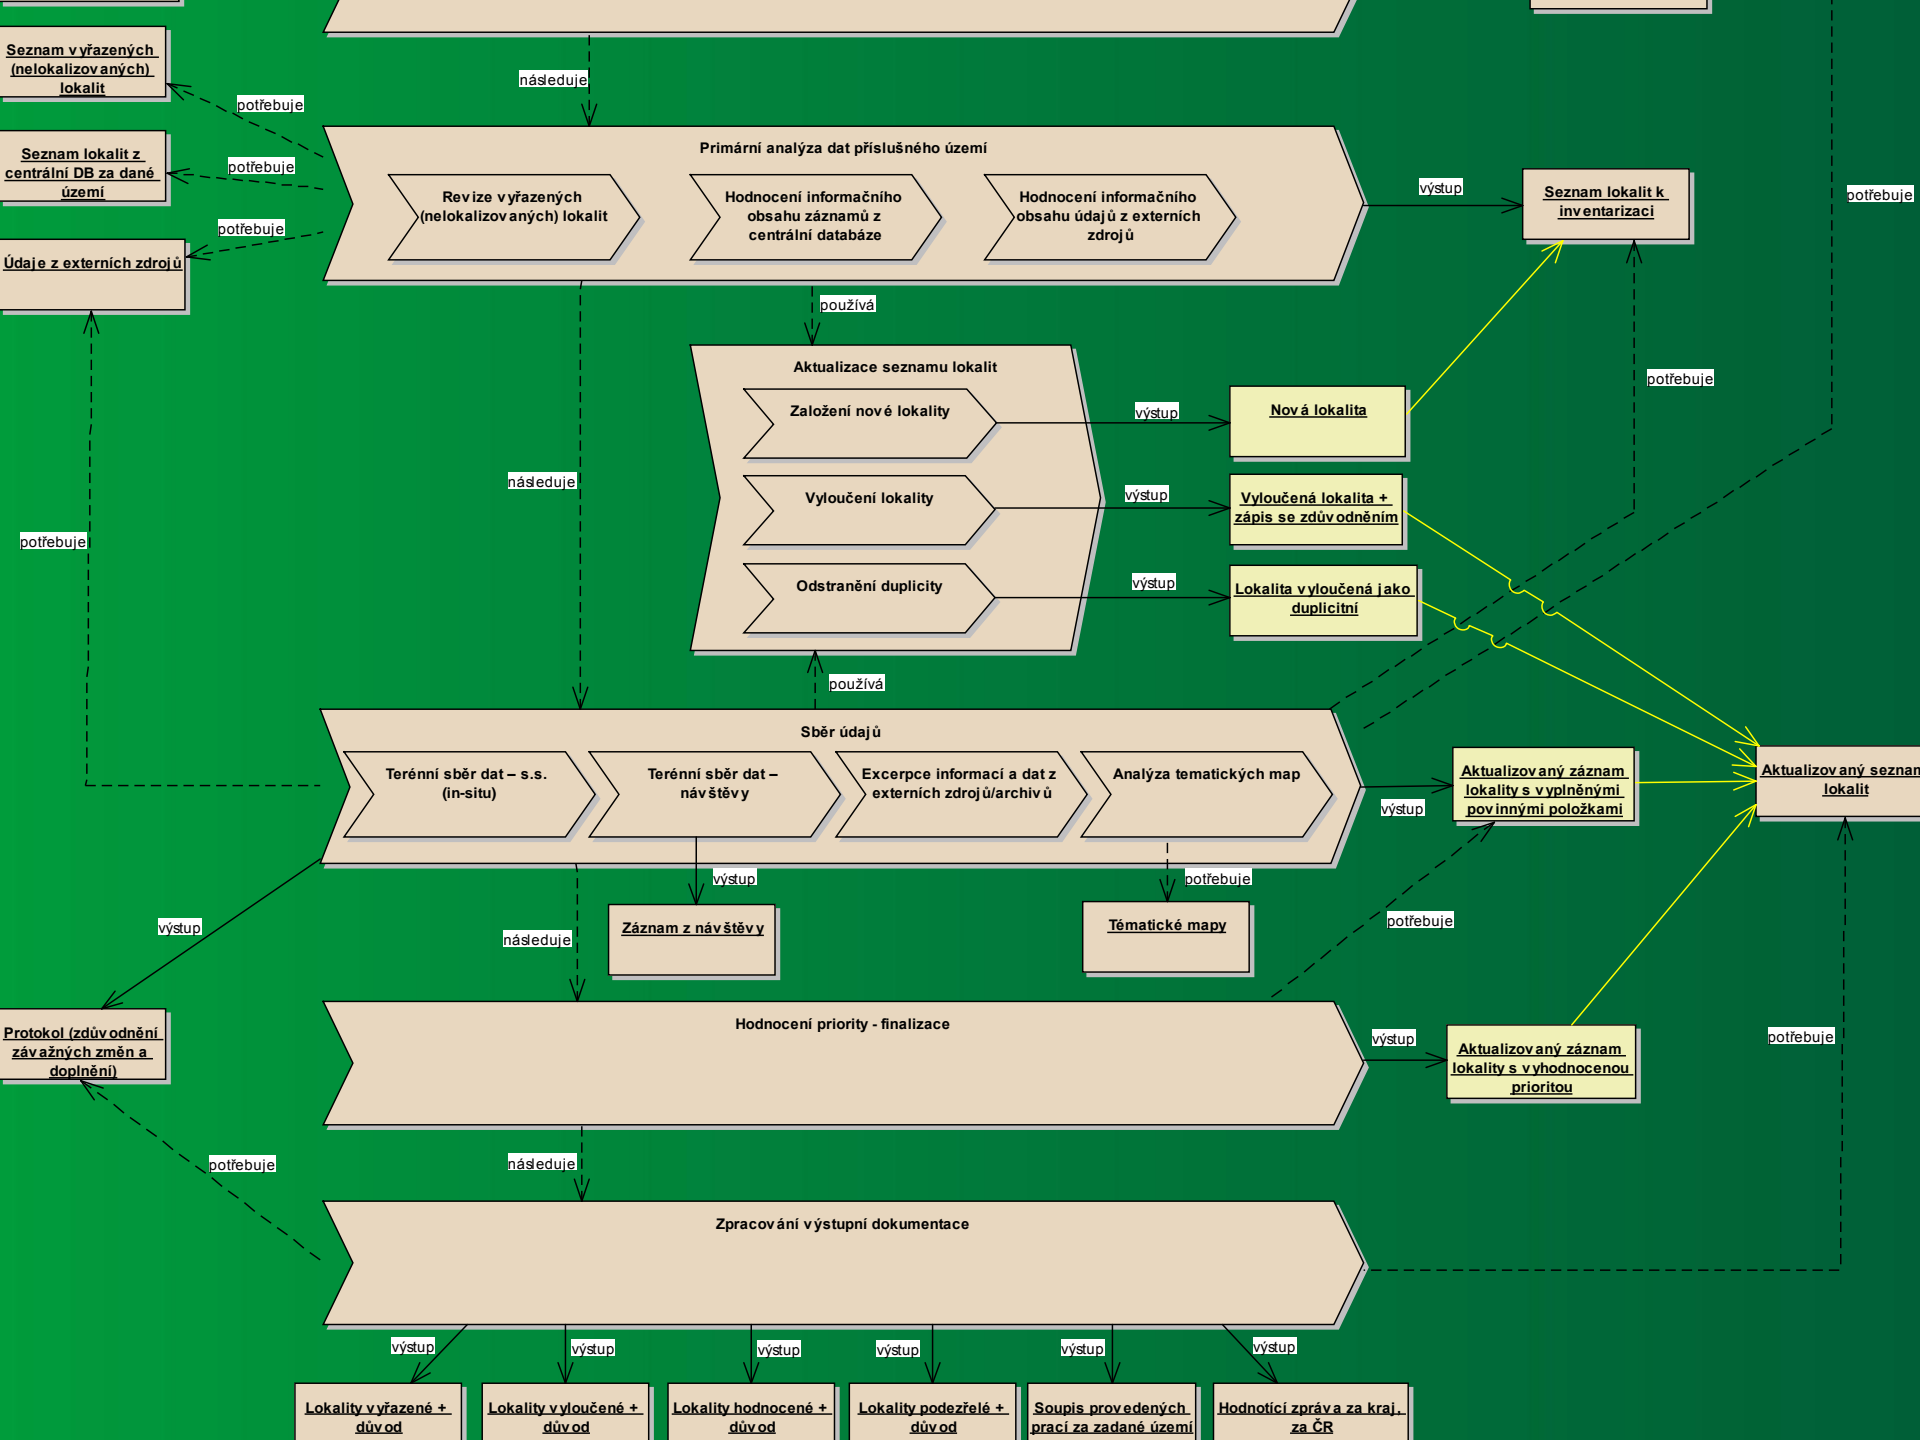 Seznam vyřazených
(nelokalizovaných)
lokalit
následuje
potřebuje
Seznam lokalit z
centrální DB za dané
území
potřebuje
Údaje z externích zdrojů
potřebuje
Primární analýza dat příslušného území
Revize vyřazených
(nelokalizovaných) lokalit
Hodnocení informačního
obsahu záznamů z
centrální databáze
Hodnocení informačního
obsahu údajů z externích
zdrojů
výstup
Seznam lokalit k
inventarizaci
potřebuje
používá
potřebuje
Aktualizace seznamu lokalit
Založení nové lokality
výstup
Nová lokalita
Vyloučení lokality
výstup
Vyloučená lokalita +
zápis se zdůvodněním
Odstranění duplicity
výstup
Lokalita vyloučená jako
duplicitní
následuje
potřebuje
používá
Sběr údajů
Terénní sběr dat – s.s.
(in-situ)
Terénní sběr dat –
návštěvy
Excerpce informací a dat z
externích zdrojů/archivů
Analýza tematických map
výstup
Aktualizovaný záznam
lokality s vyplněnými
povinnými položkami
Aktualizovaný seznam
lokalit
výstup
Záznam z návštěvy
potřebuje
Tématické mapy
potřebuje
výstup
následuje
Protokol (zdůvodnění
závažných změn a
doplnění)
Hodnocení priority - finalizace
výstup
Aktualizovaný záznam
lokality s vyhodnocenou
prioritou
potřebuje
potřebuje
následuje
Zpracování výstupní dokumentace
výstup
výstup
výstup
výstup
výstup
výstup
Lokality vyřazené +
důvod
Lokality vyloučené +
důvod
Lokality hodnocené +
důvod
Lokality podezřelé +
důvod
Soupis provedených
prací za zadané území
Hodnotící zpráva za kraj,
za ČR